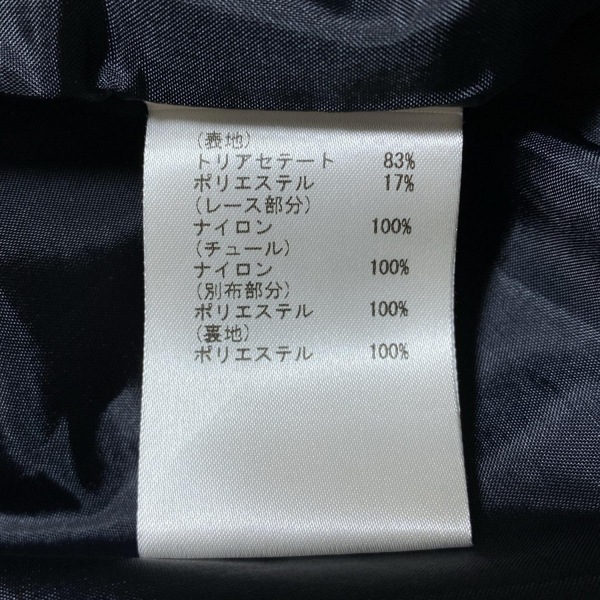 (表地)
トリアセテート 83%
ポリエステル 17%
(レース部分)
ナイロン 100%
(チュール)
ナイロン 100%
(別布部分)
ポリエステル 100%
(裏地)
ポリエステル 100%